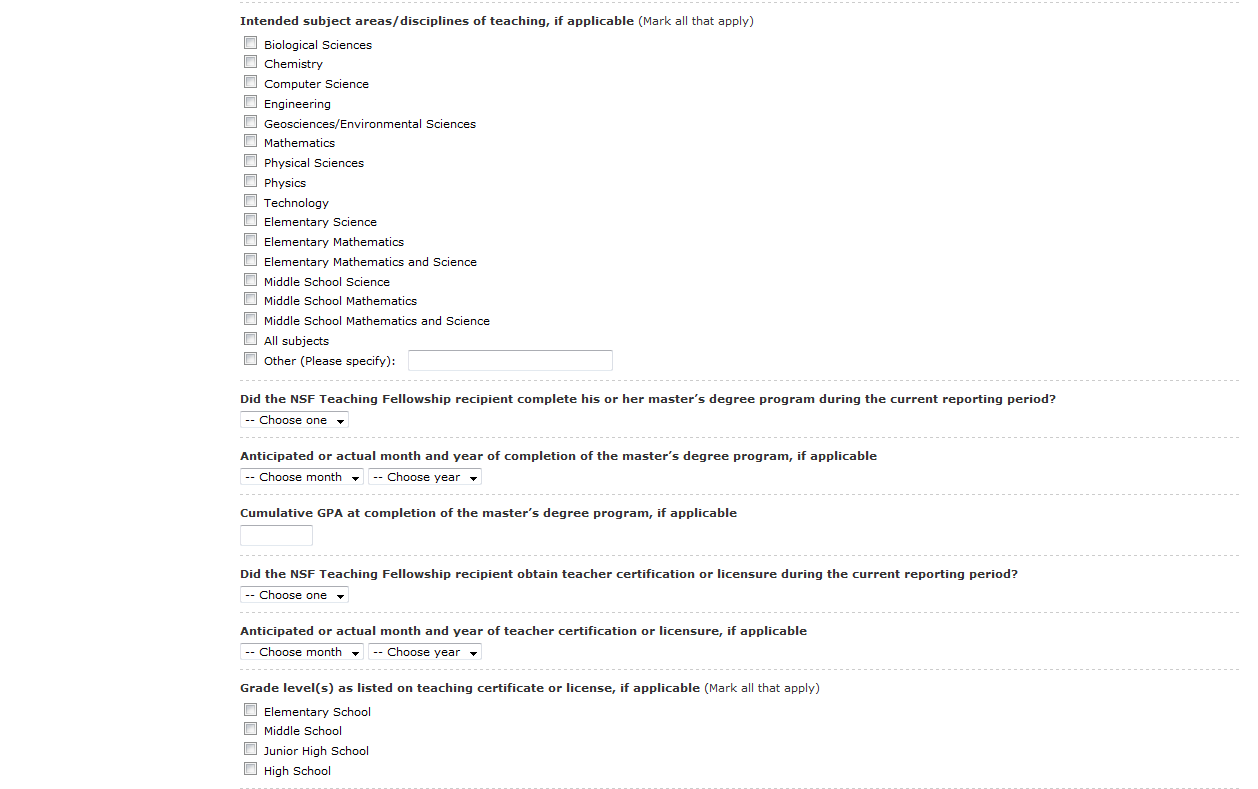 Intended subject areas/disciplines of teaching, if applicable (Mark all that apply)
Biological Sciences
Chemistry
Computer Science
Engineering
Geosciences/Environmental Sciences
Mathematics
Physical Sciences
Physics
Technology
Elementary Science
Elementary Mathematics
Elementary Mathematics and Science
Middle School Science
Middle School Mathematics
Middle School Mathematics and Science
All subjects
Other (Please specify):
Did the NSF Teaching Fellowship recipient complete his or her master’s degree program during the current reporting period?
-- Choose one
Anticipated or actual month and year of completion of the master’s degree program, if applicable
-- Choose month -- Choose year
Cumulative GPA at completion of the master’s degree program, if applicable
Did the NSF Teaching Fellowship recipient obtain teacher certification or licensure during the current reporting period?
-- Choose one
Anticipated or actual month and year of teacher certification or licensure, if applicable
-- Choose month -- Choose year
Grade level(s) as listed on teaching certificate or license, if applicable (Mark all that apply)
Elementary School
Middle School
Junior High School
High School